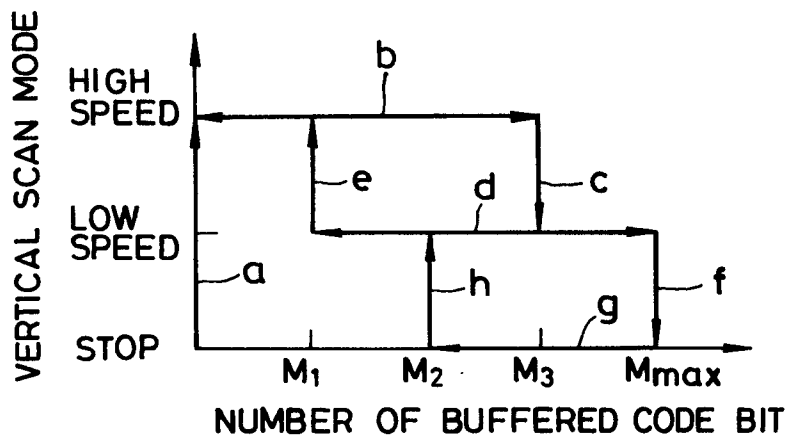 VERTICAL SCAN MODE
HIGH
SPEED
LOW
SPEED
STOP
b
e
d
c
a
h
g
f
M1
M2
M3
Mmax
NUMBER OF BUFFERED CODE BIT